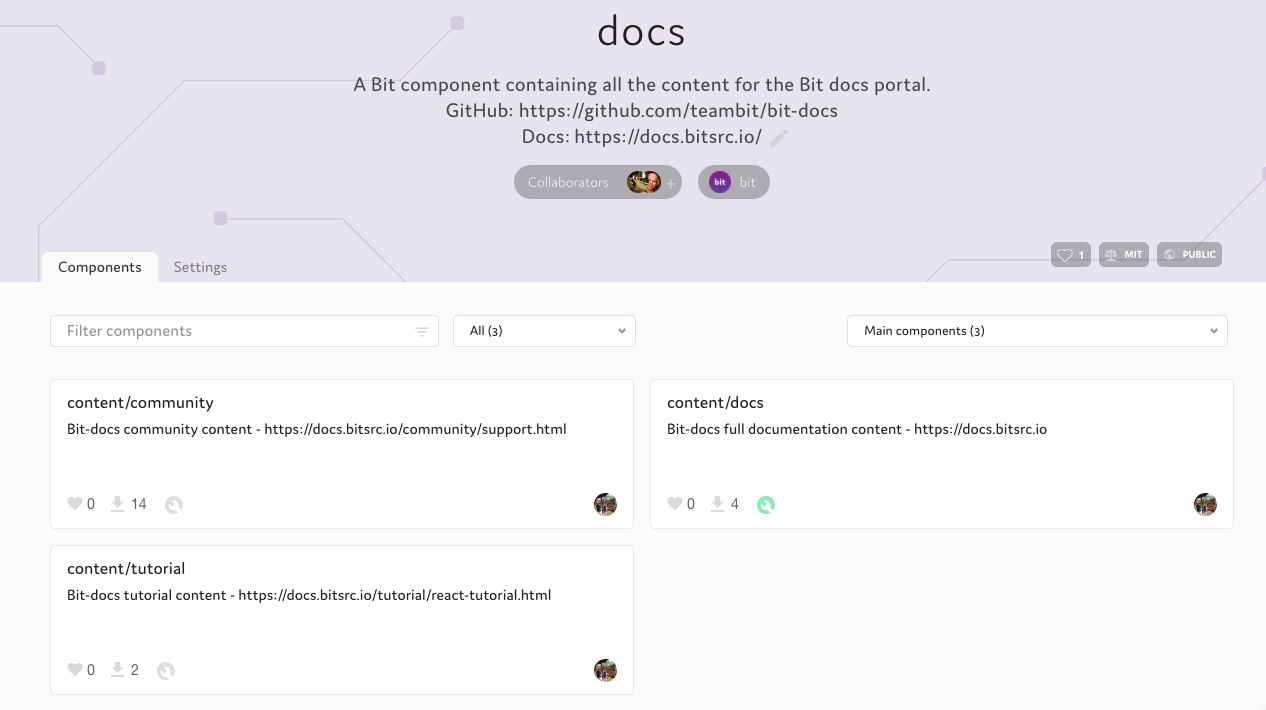 docs
A Bit component containing all the content for the Bit docs portal.
GitHub: https://github.com/teambit/bit-docs
Docs: https://docs.bitsrc.io/
Collaborators +
bit bit
Components Settings
1 MIT PUBLIC
Filter components All (3) Main components (3)
content/community
Bit-docs community content - https://docs.bitsrc.io/community/support.html
0 14
content/docs
Bit-docs full documentation content - https://docs.bitsrc.io
0 4
content/tutorial
Bit-docs tutorial content - https://docs.bitsrc.io/tutorial/react-tutorial.html
0 2